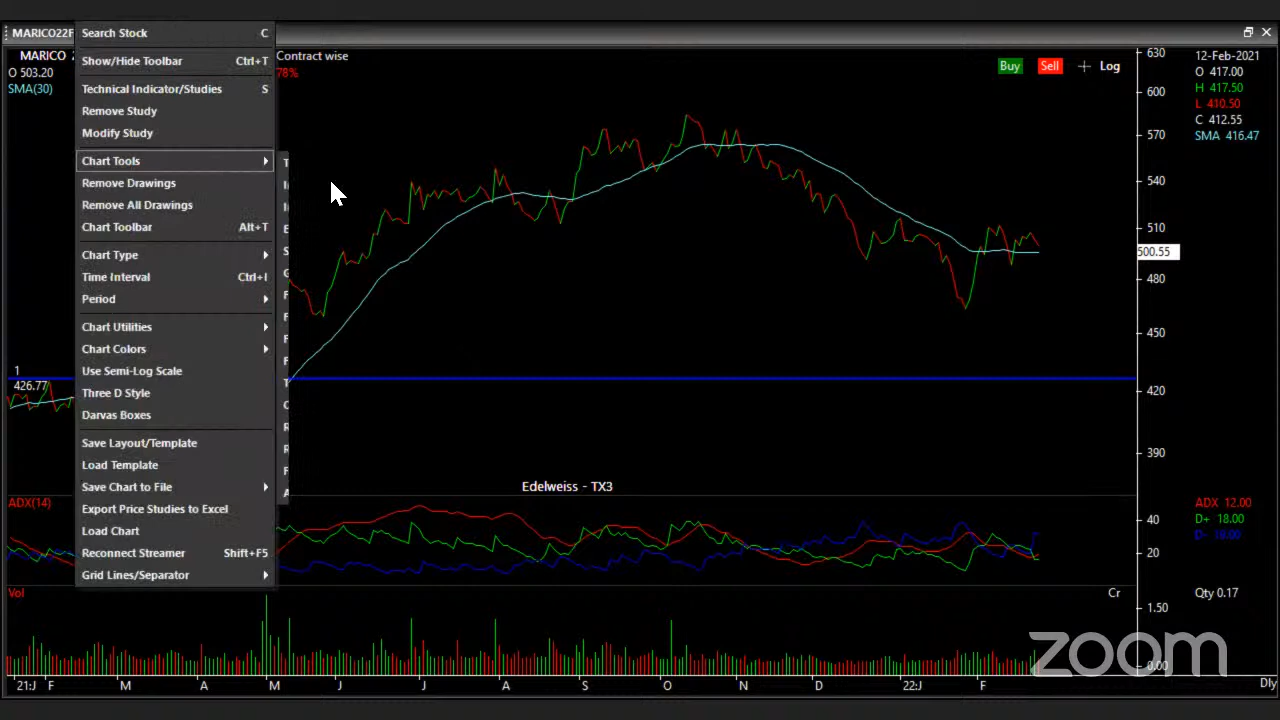 MARICO22F
MARICO 2
Contract wise
O 503.20
78%
SMA(30)
Search Stock C
Show/Hide Toolbar Ctrl+T
Technical Indicator/Studies S
Remove Study
Modify Study
Chart Tools
Remove Drawings
Remove All Drawings
Chart Toolbar Alt+T
Chart Type
Time Interval Ctrl+I
Period
Chart Utilities
Chart Colors
Use Semi-Log Scale
Three D Style
Darvas Boxes
Save Layout/Template
Load Template
Save Chart to File
Export Price Studies to Excel
Load Chart
Reconnect Streamer Shift+F5
Grid Lines/Separator
Buy Sell Log
630
600
570
540
510
500.55
480
450
420
390
12-Feb-2021
O 417.00
H 417.50
L 410.50
C 412.55
SMA 416.47
1
426.77
Edelweiss - TX3
ADX(14)
40
20
ADX 12.00
D+ 18.00
D- 19.00
Vol
Cr
1.50
0.00
Qty 0.17
zoom
21:J F M A M J J A S O N D 22:J F
Dly